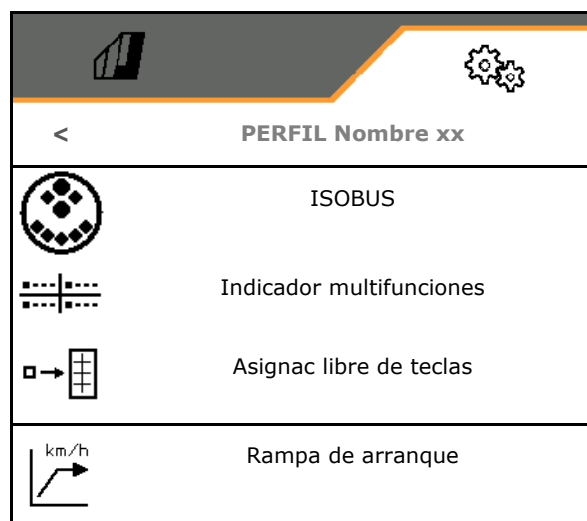 < PERFIL Nombre xx
ISOBUS
Indicador multifunciones
Asignac libre de teclas
km/h
Rampa de arranque